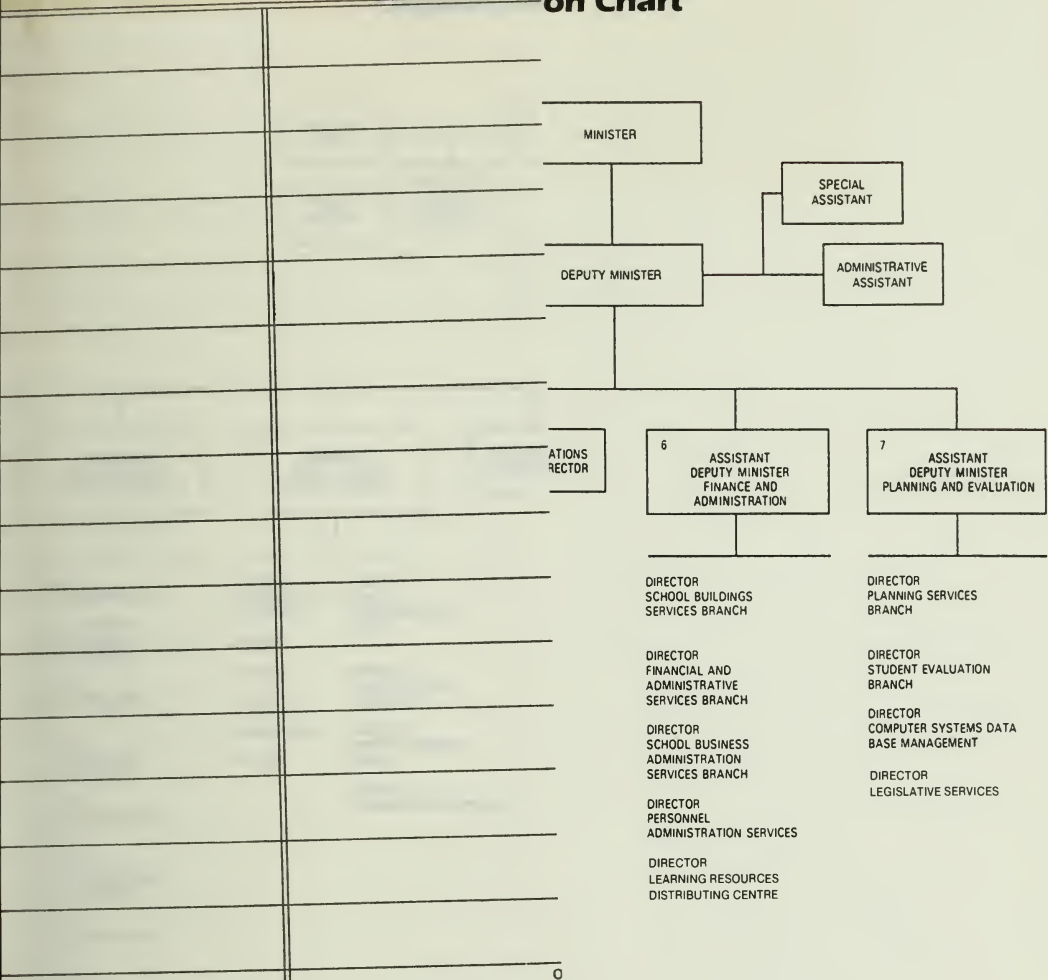 on Chart
MINISTER
SPECIAL
ASSISTANT
DEPUTY MINISTER
ADMINISTRATIVE
ASSISTANT
ATIONS
RECTOR
6
ASSISTANT
DEPUTY MINISTER
FINANCE AND
ADMINISTRATION
7
ASSISTANT
DEPUTY MINISTER
PLANNING AND EVALUATION
DIRECTOR
SCHOOL BUILDINGS
SERVICES BRANCH
DIRECTOR
FINANCIAL AND
ADMINISTRATIVE
SERVICES BRANCH
DIRECTOR
SCHOOL BUSINESS
ADMINISTRATION
SERVICES BRANCH
DIRECTOR
PERSONNEL
ADMINISTRATION SERVICES
DIRECTOR
LEARNING RESOURCES
DISTRIBUTING CENTRE
DIRECTOR
PLANNING SERVICES
BRANCH
DIRECTOR
STUDENT EVALUATION
BRANCH
DIRECTOR
COMPUTER SYSTEMS DATA
BASE MANAGEMENT
DIRECTOR
LEGISLATIVE SERVICES